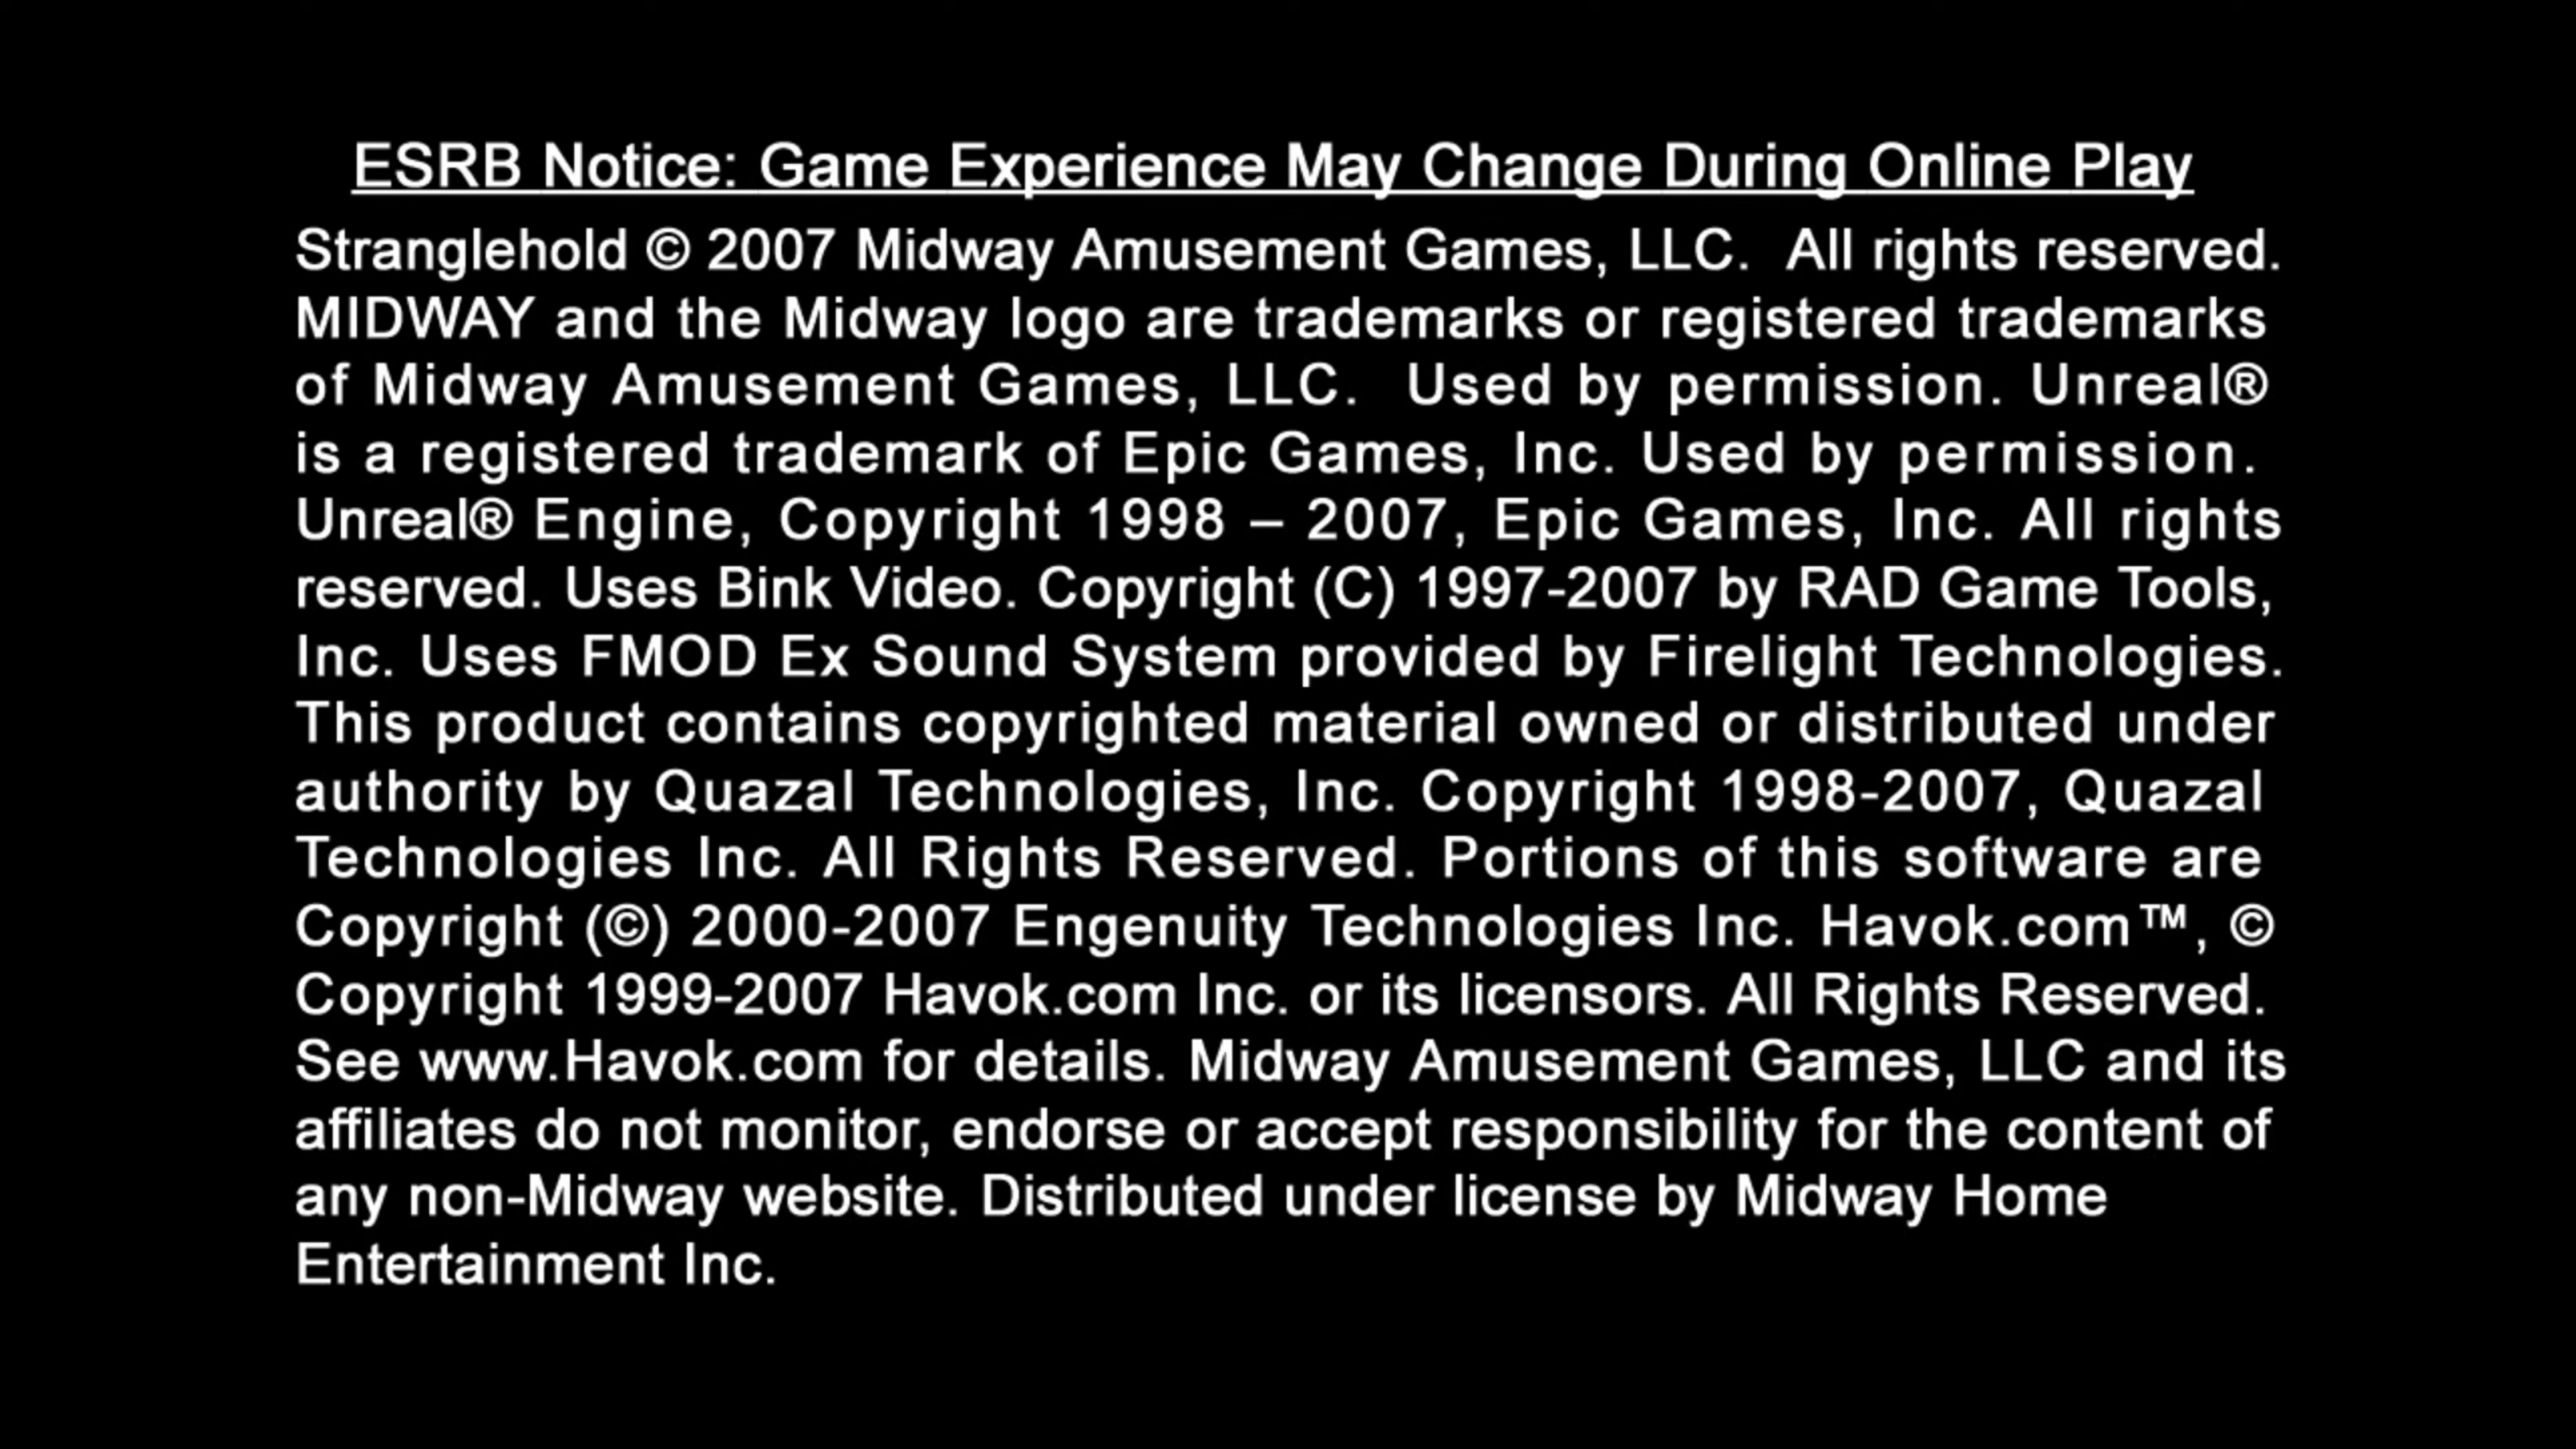 ESRB Notice: Game Experience May Change During Online Play
Stranglehold © 2007 Midway Amusement Games, LLC.  All rights reserved.
MIDWAY and the Midway logo are trademarks or registered trademarks
of Midway Amusement Games, LLC.  Used by permission. Unreal®
is a registered trademark of Epic Games, Inc. Used by permission.
Unreal® Engine, Copyright 1998 – 2007, Epic Games, Inc. All rights
reserved. Uses Bink Video. Copyright (C) 1997-2007 by RAD Game Tools,
Inc. Uses FMOD Ex Sound System provided by Firelight Technologies.
This product contains copyrighted material owned or distributed under
authority by Quazal Technologies, Inc. Copyright 1998-2007, Quazal
Technologies Inc. All Rights Reserved. Portions of this software are
Copyright (©) 2000-2007 Engenuity Technologies Inc. Havok.com™, ©
Copyright 1999-2007 Havok.com Inc. or its licensors. All Rights Reserved.
See www.Havok.com for details. Midway Amusement Games, LLC and its
affiliates do not monitor, endorse or accept responsibility for the content of
any non-Midway website. Distributed under license by Midway Home
Entertainment Inc.